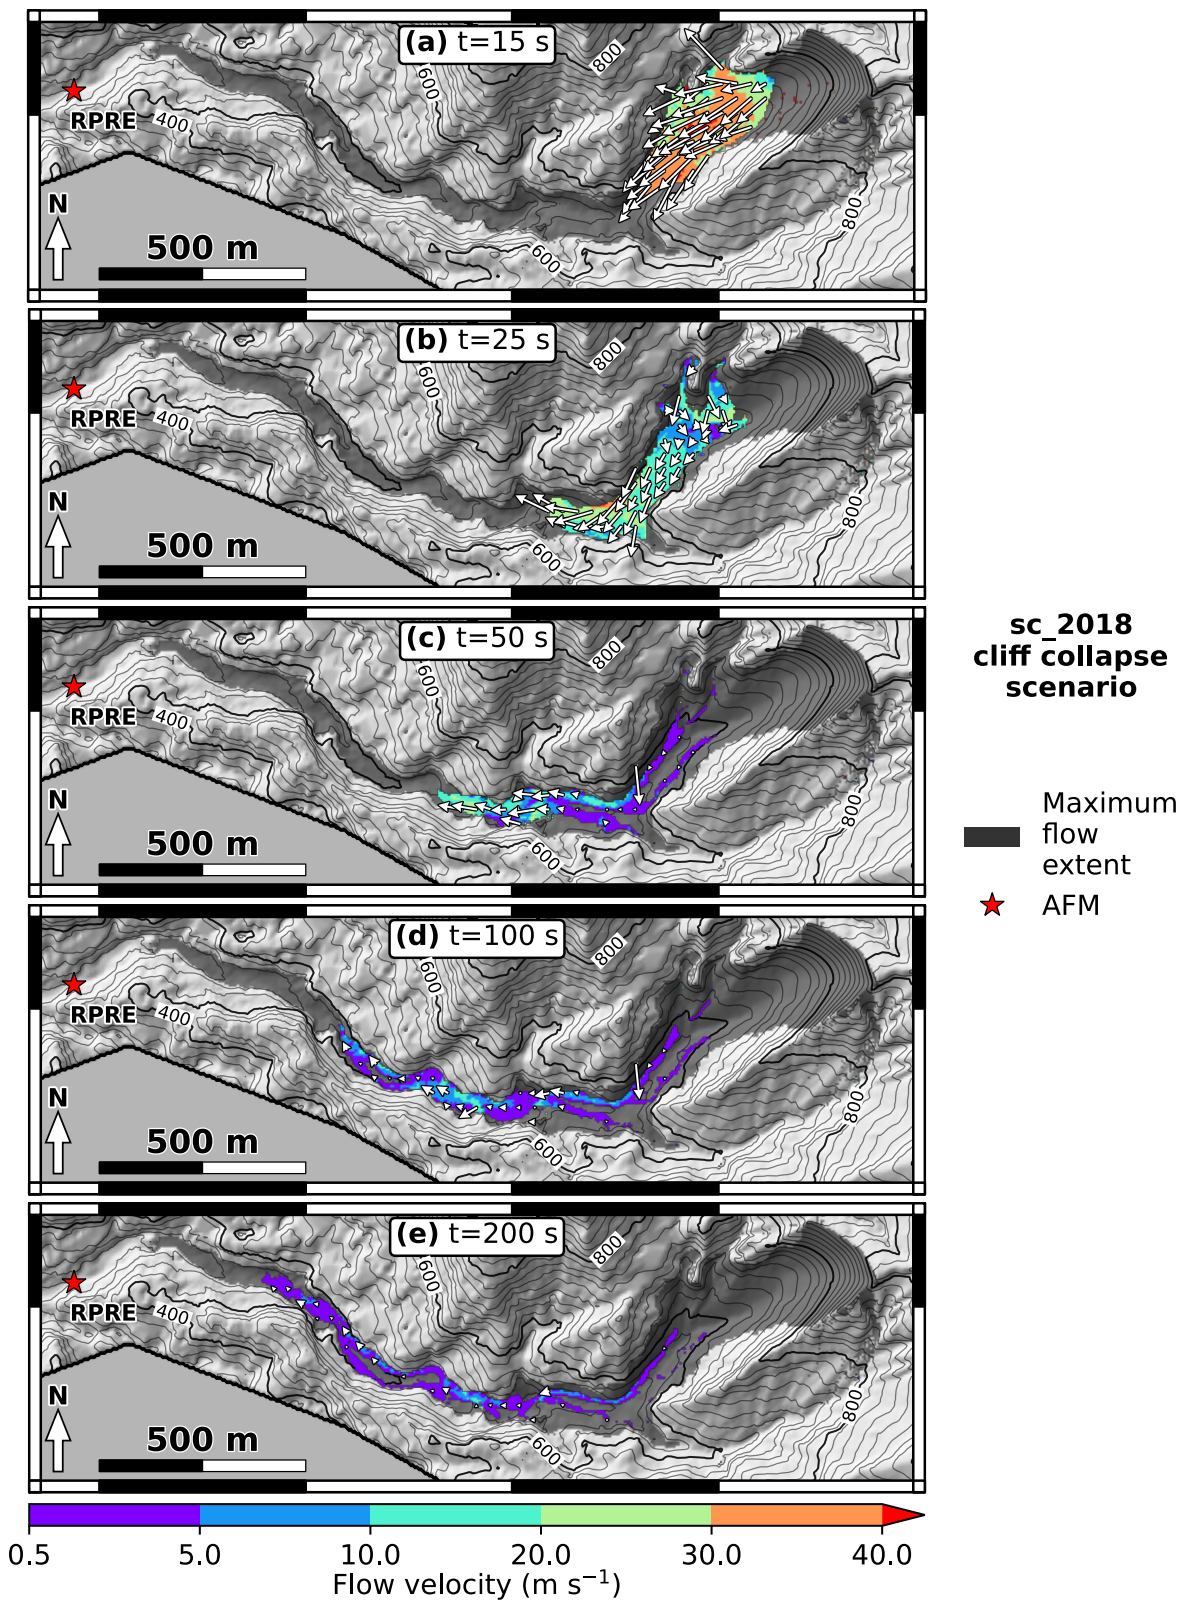 (a) t=15 s
800
600
RPRE
400
N
800
500 m
600
(b) t=25 s
800
600
RPRE
400
N
800
500 m
600
(c) t=50 s
800
600
RPRE
400
N
800
500 m
600
sc_2018
cliff collapse
scenario
Maximum
flow
extent
AFM
(d) t=100 s
800
600
RPRE
400
N
800
500 m
600
(e) t=200 s
800
600
RPRE
400
N
800
500 m
600
0.5 5.0 10.0 20.0 30.0 40.0
Flow velocity (m s⁻¹)